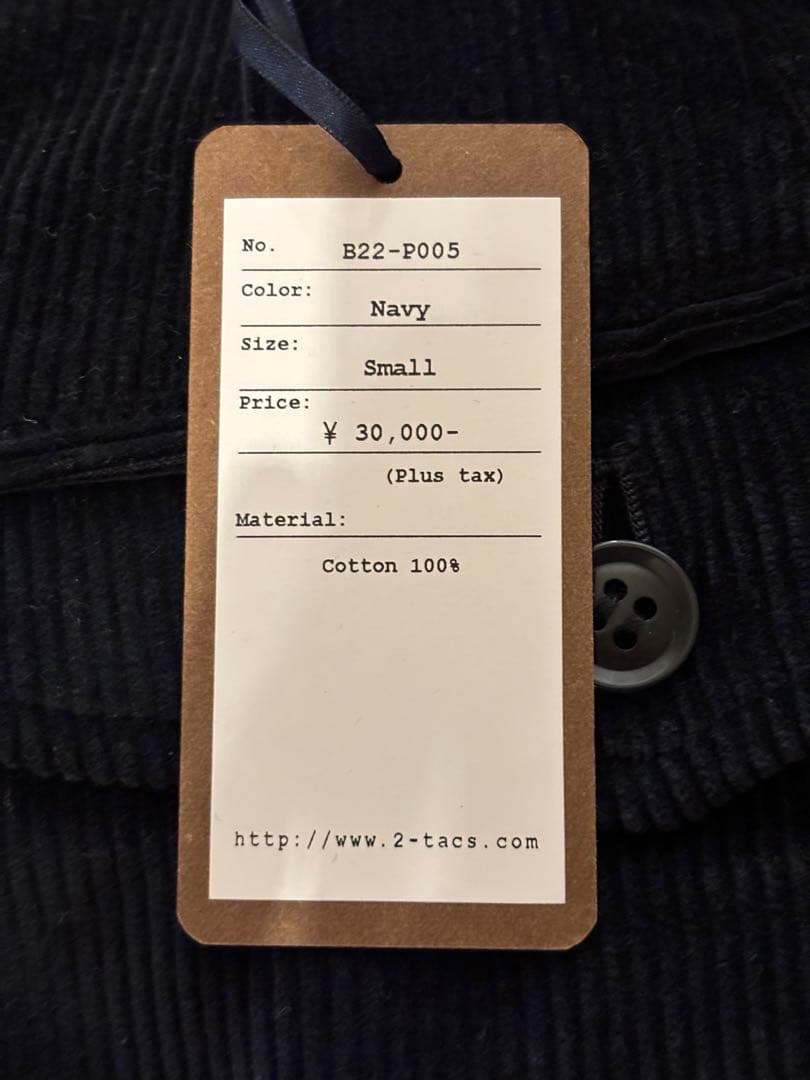 No. B22-P005
Color:
Navy
Size:
Small
Price:
¥ 30,000-
(Plus tax)
Material:
Cotton 100%
http://www.2-tacs.com